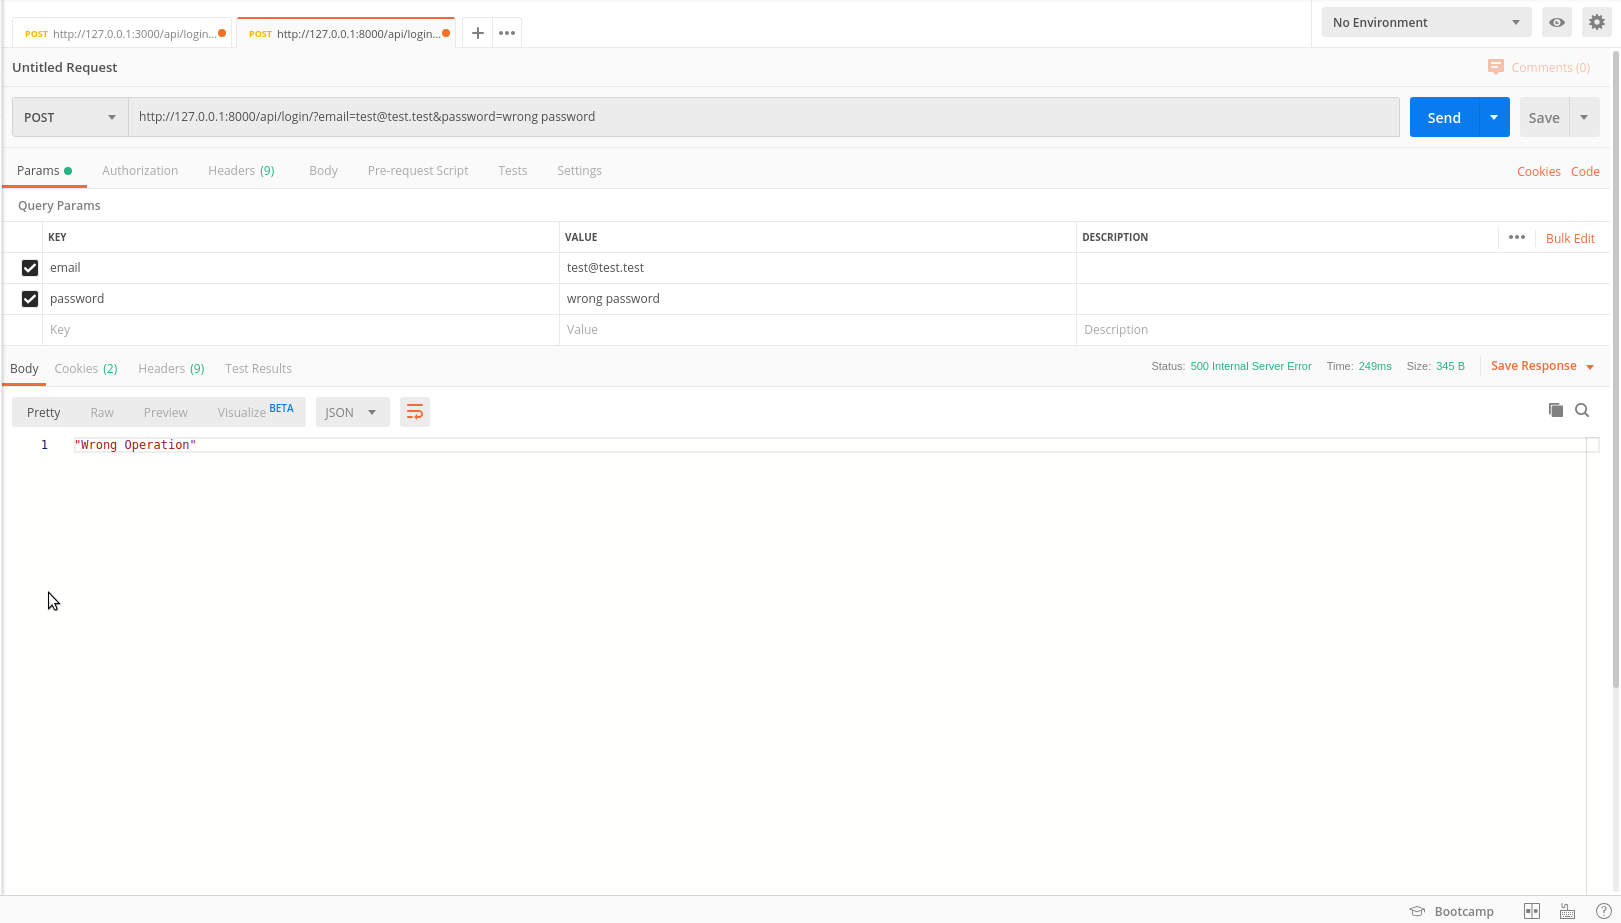 POST http://127.0.0.1:3000/api/login...
POST http://127.0.0.1:8000/api/login...
No Environment
Untitled Request
Comments (0)
POST
http://127.0.0.1:8000/api/login/?email=test@test.test&password=wrong password
Send
Save
Params
Authorization
Headers (9)
Body
Pre-request Script
Tests
Settings
Cookies
Code
Query Params
KEY
VALUE
DESCRIPTION
Bulk Edit
email
test@test.test
password
wrong password
Key
Value
Description
Body
Cookies (2)
Headers (9)
Test Results
Status: 500 Internal Server Error
Time: 249ms
Size: 345 B
Save Response
Pretty
Raw
Preview
Visualize BETA
JSON
1 "Wrong Operation"
Bootcamp